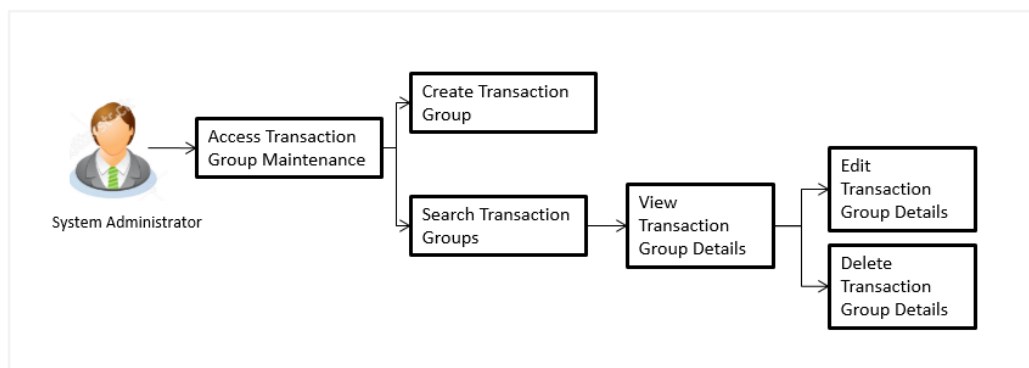 System Administrator
Access Transaction
Group Maintenance
Create Transaction
Group
Search Transaction
Groups
View
Transaction
Group Details
Edit
Transaction
Group Details
Delete
Transaction
Group Details